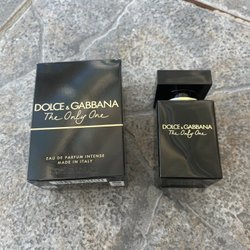 DOLCE & GABBANA
The Only One
EAU DE PARFUM INTENSE
MADE IN ITALY
DOLCE & GABBANA
The Only One